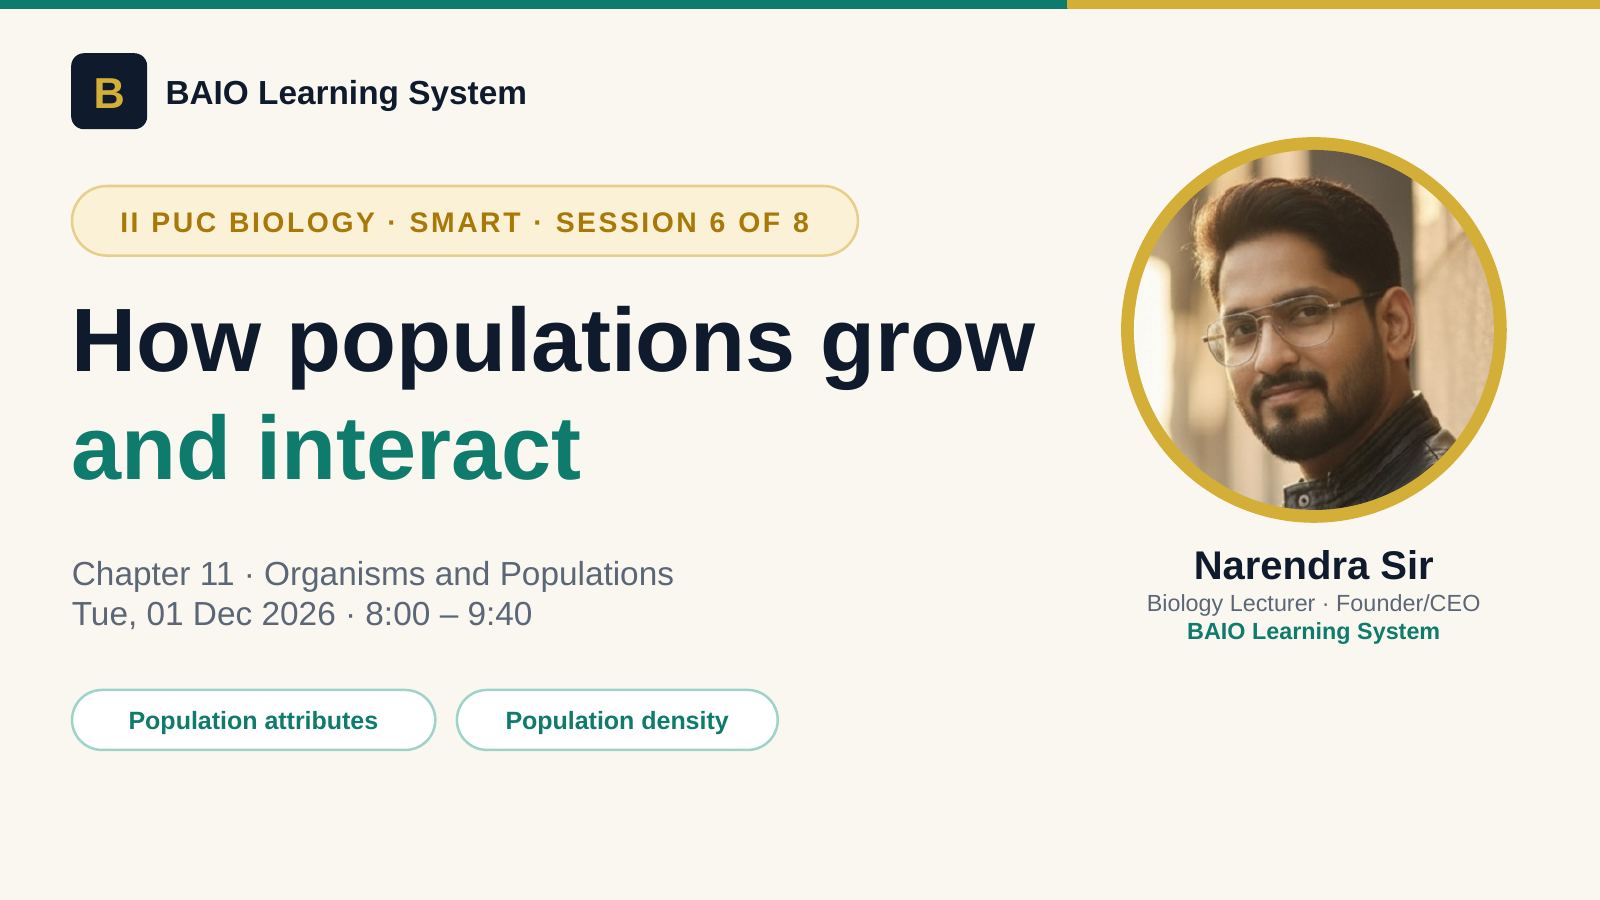 B
BAIO Learning System
II PUC BIOLOGY · SMART · SESSION 6 OF 8
How populations grow
and interact
Chapter 11 · Organisms and Populations
Tue, 01 Dec 2026 · 8:00 – 9:40
Population attributes
Population density
Narendra Sir
Biology Lecturer · Founder/CEO
BAIO Learning System